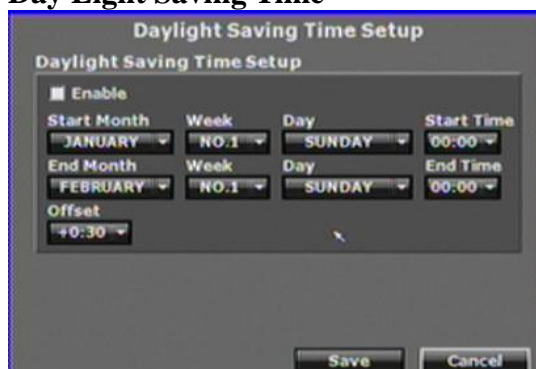 Day Light Saving Time
Daylight Saving Time Setup
Daylight Saving Time Setup
Enable
Start Month Week Day Start Time
JANUARY NO.1 SUNDAY 00:00
End Month Week Day End Time
FEBRUARY NO.1 SUNDAY 00:00
Offset
+0:30
Save Cancel